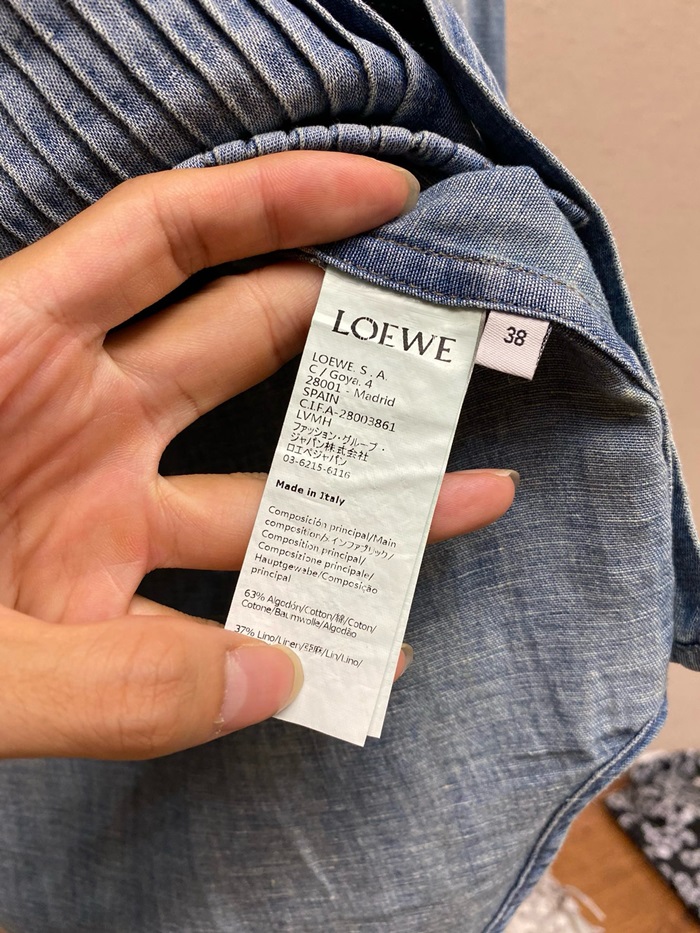 LOEWE
38
LOEWE. S . A.
C / Goya. 4
28001 - Madrid
SPAIN
C.I.F.A-28003861
LVMH
ファッション・グループ・
ジャパン株式会社
ロエベジャパン
03-6215-6116
Made in Italy
Composición principal/Main
composition/メインファブリック/
Composition principal/
Compositione principale/
Hauptgewebe/Composição
principal
63% Algodón/Cotton/綿/Coton/
Cotone/Baumwolle/Algodão
37% Lino/Linen/麻/Lin/Lino/